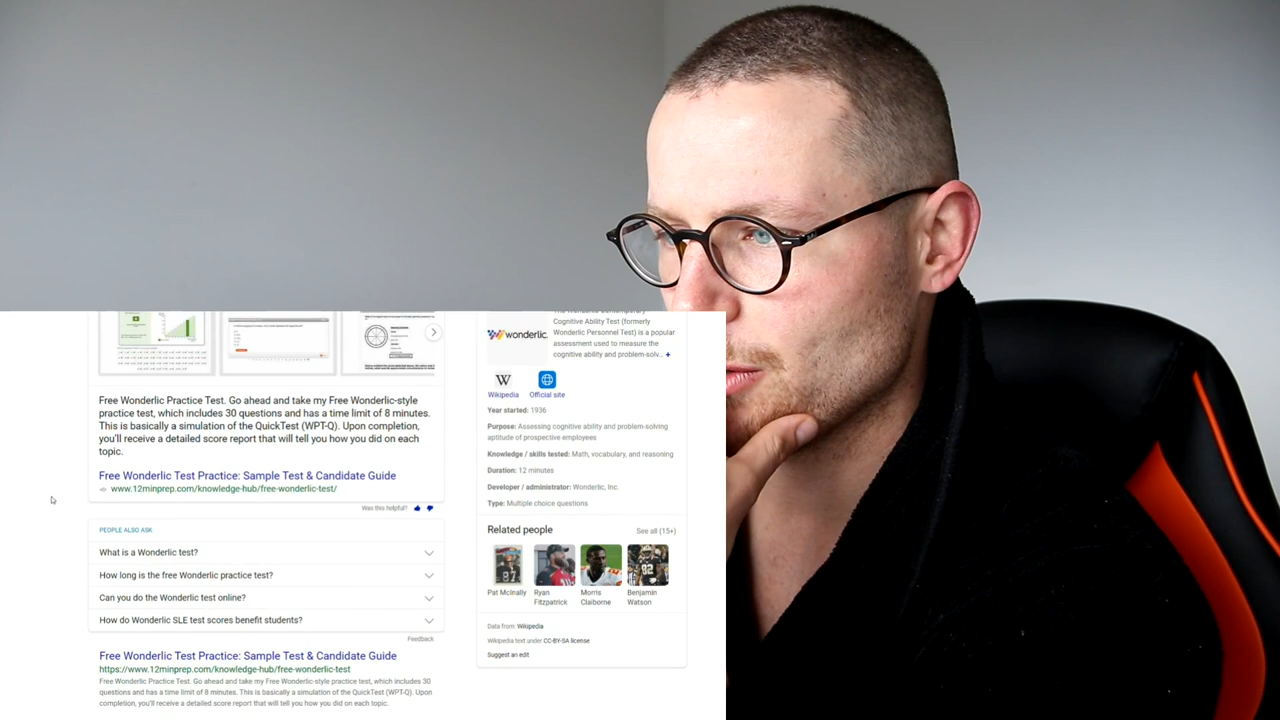 Free Wonderlic Practice Test. Go ahead and take my Free Wonderlic-style
practice test, which includes 30 questions and has a time limit of 8 minutes.
This is basically a simulation of the QuickTest (WPT-Q). Upon completion,
you'll receive a detailed score report that will tell you how you did on each
topic.
Free Wonderlic Test Practice: Sample Test & Candidate Guide
www.12minprep.com/knowledge-hub/free-wonderlic-test/
Was this helpful?
PEOPLE ALSO ASK
What is a Wonderlic test?
How long is the free Wonderlic practice test?
Can you do the Wonderlic test online?
How do Wonderlic SLE test scores benefit students?
Feedback
Free Wonderlic Test Practice: Sample Test & Candidate Guide
https://www.12minprep.com/knowledge-hub/free-wonderlic-test
Free Wonderlic Practice Test. Go ahead and take my Free Wonderlic-style practice test, which includes 30
questions and has a time limit of 8 minutes. This is basically a simulation of the QuickTest (WPT-Q). Upon
completion, you'll receive a detailed score report that will tell you how you did on each topic.
wonderlic.
Cognitive Ability Test (formerly
Wonderlic Personnel Test) is a popular
assessment used to measure the
cognitive ability and problem-solv.. +
W
Wikipedia
Official site
Year started: 1936
Purpose: Assessing cognitive ability and problem-solving
aptitude of prospective employees
Knowledge / skills tested: Math, vocabulary, and reasoning
Duration: 12 minutes
Developer / administrator: Wonderlic, Inc.
Type: Multiple choice questions
Related people
See all (15+)
Pat McInally
Ryan
Fitzpatrick
Morris
Claiborne
Benjamin
Watson
Data from: Wikipedia
Wikipedia text under CC-BY-SA license
Suggest an edit